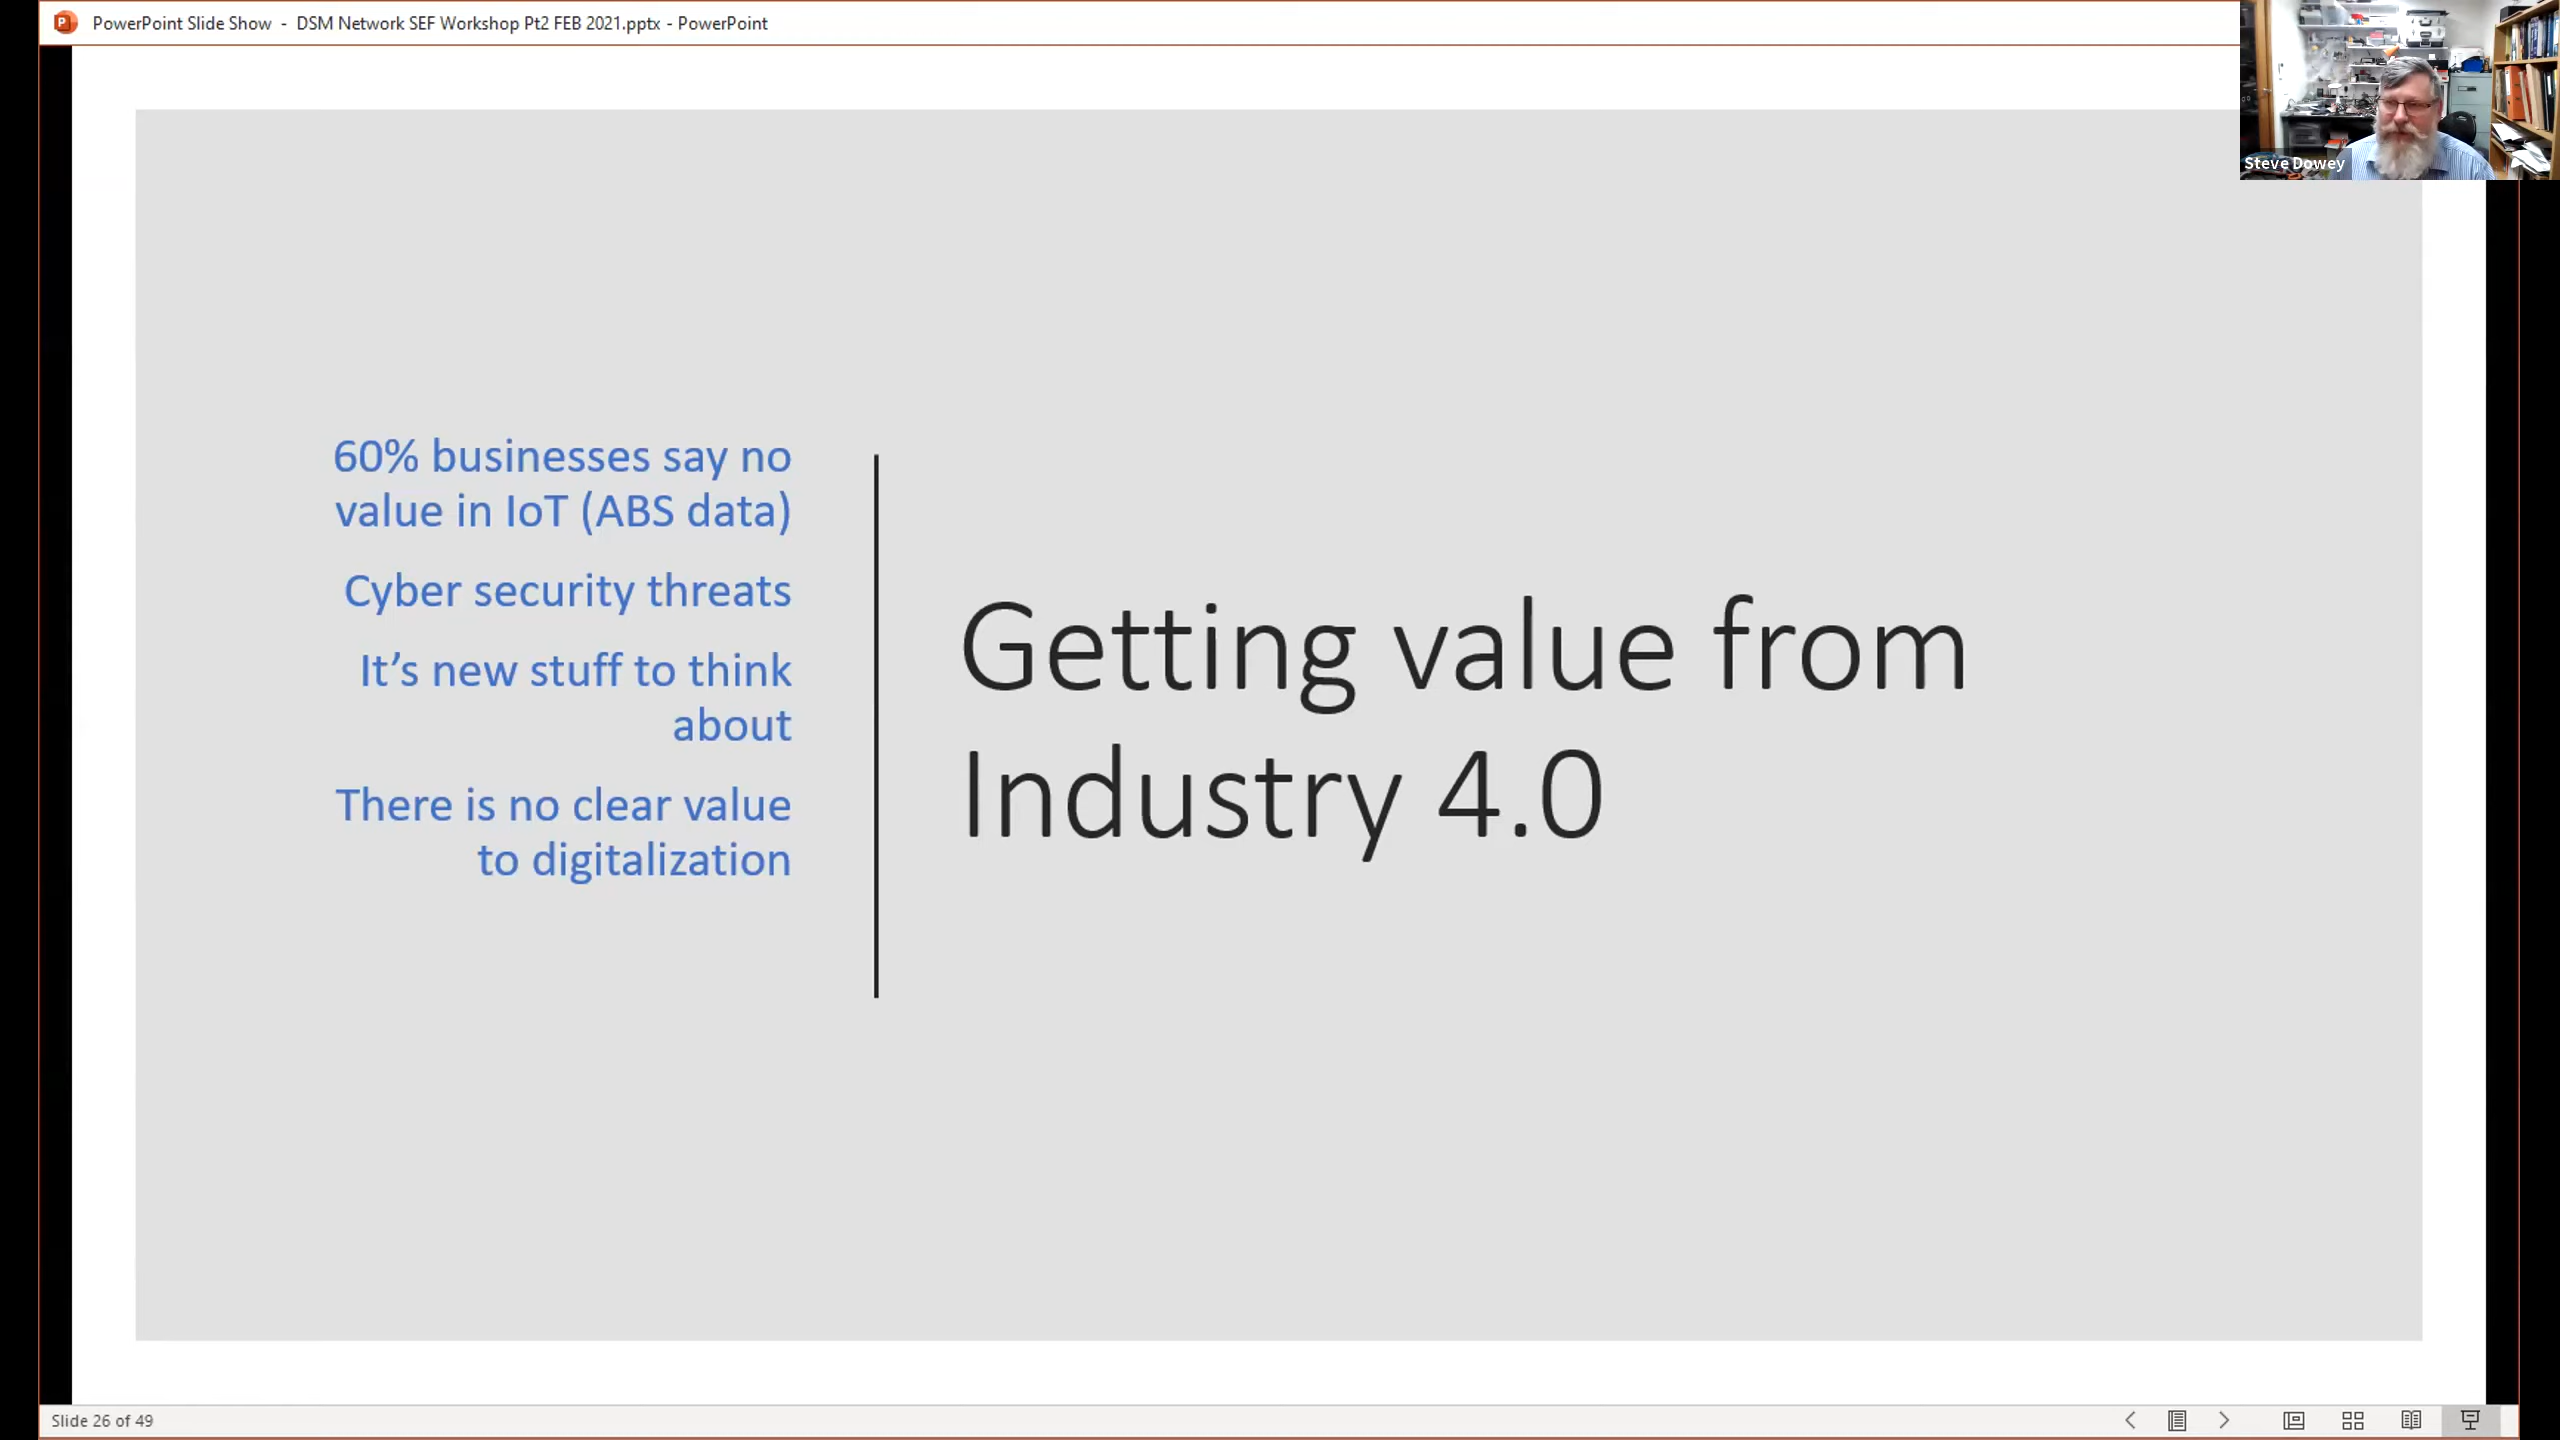 PowerPoint Slide Show - DSM Network SEF Workshop Pt2 FEB 2021.pptx - PowerPoint
Steve Dowey
60% businesses say no
value in IoT (ABS data)
Cyber security threats
It’s new stuff to think
about
There is no clear value
to digitalization
Getting value from
Industry 4.0
Slide 26 of 49